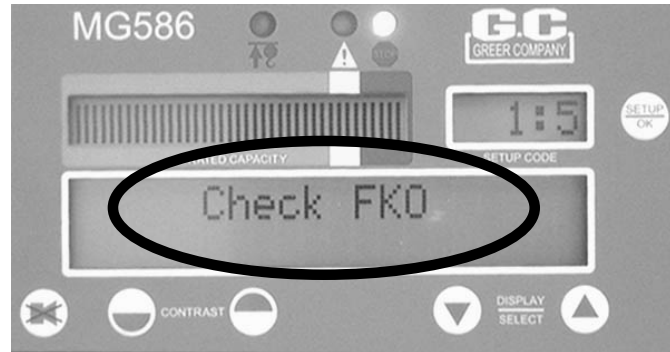 MG586
G.C.
GREER COMPANY
STOP
1:5
SETUP
OK
RATED CAPACITY
SETUP CODE
Check FKO
CONTRAST
DISPLAY
SELECT